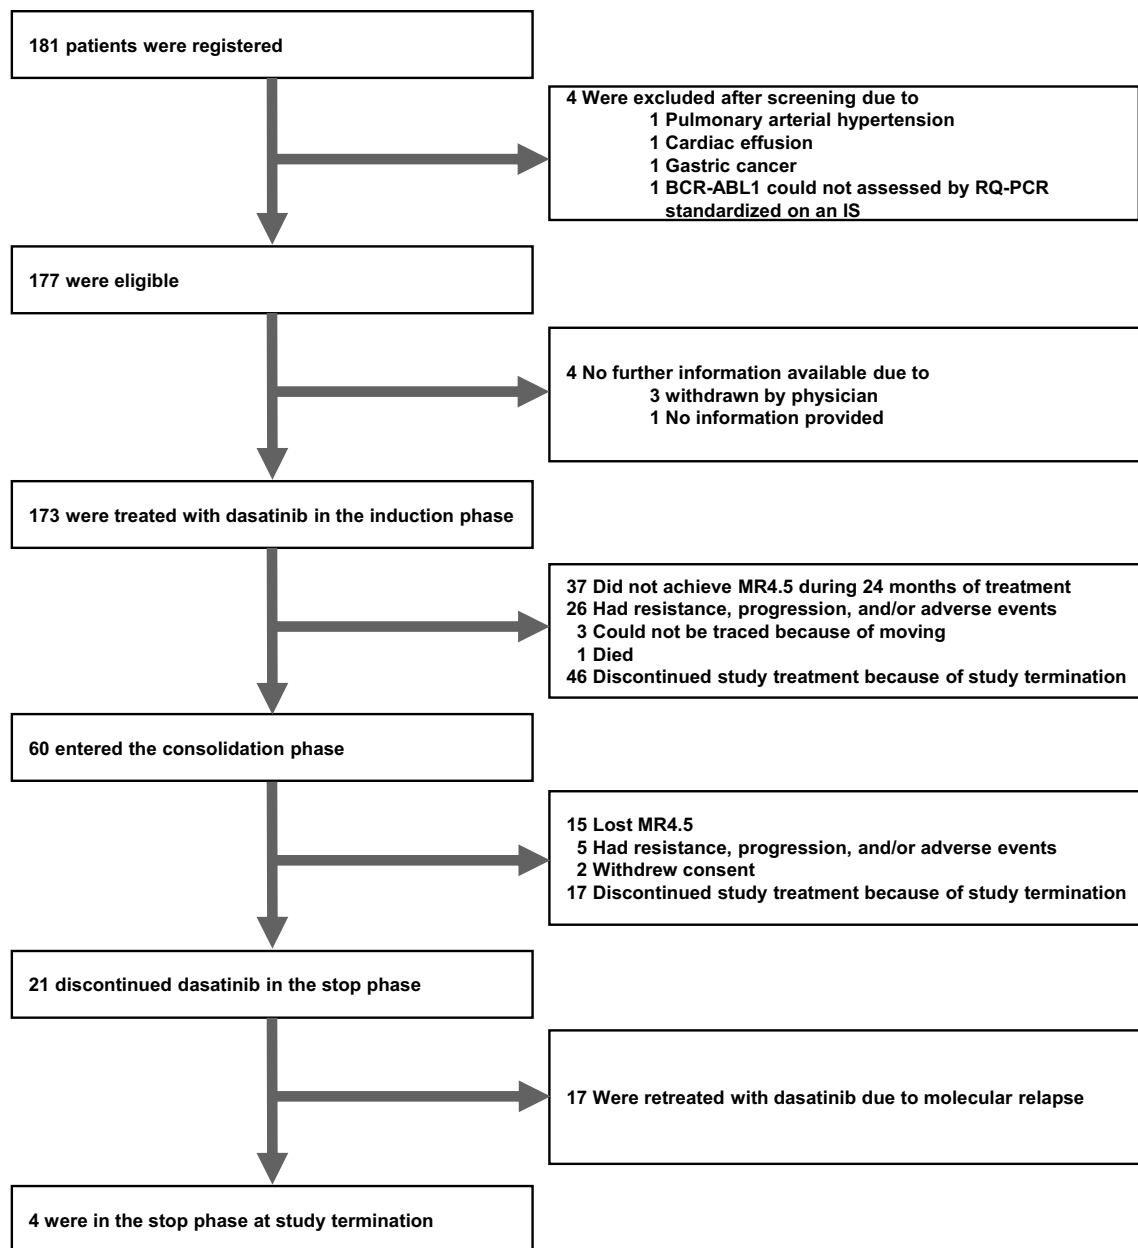 181 patients were registered
4 Were excluded after screening due to
1 Pulmonary arterial hypertension
1 Cardiac effusion
1 Gastric cancer
1 BCR-ABL1 could not assessed by RQ-PCR
standardized on an IS
177 were eligible
4 No further information available due to
3 withdrawn by physician
1 No information provided
173 were treated with dasatinib in the induction phase
37 Did not achieve MR4.5 during 24 months of treatment
26 Had resistance, progression, and/or adverse events
3 Could not be traced because of moving
1 Died
46 Discontinued study treatment because of study termination
60 entered the consolidation phase
15 Lost MR4.5
5 Had resistance, progression, and/or adverse events
2 Withdrew consent
17 Discontinued study treatment because of study termination
21 discontinued dasatinib in the stop phase
17 Were retreated with dasatinib due to molecular relapse
4 were in the stop phase at study termination